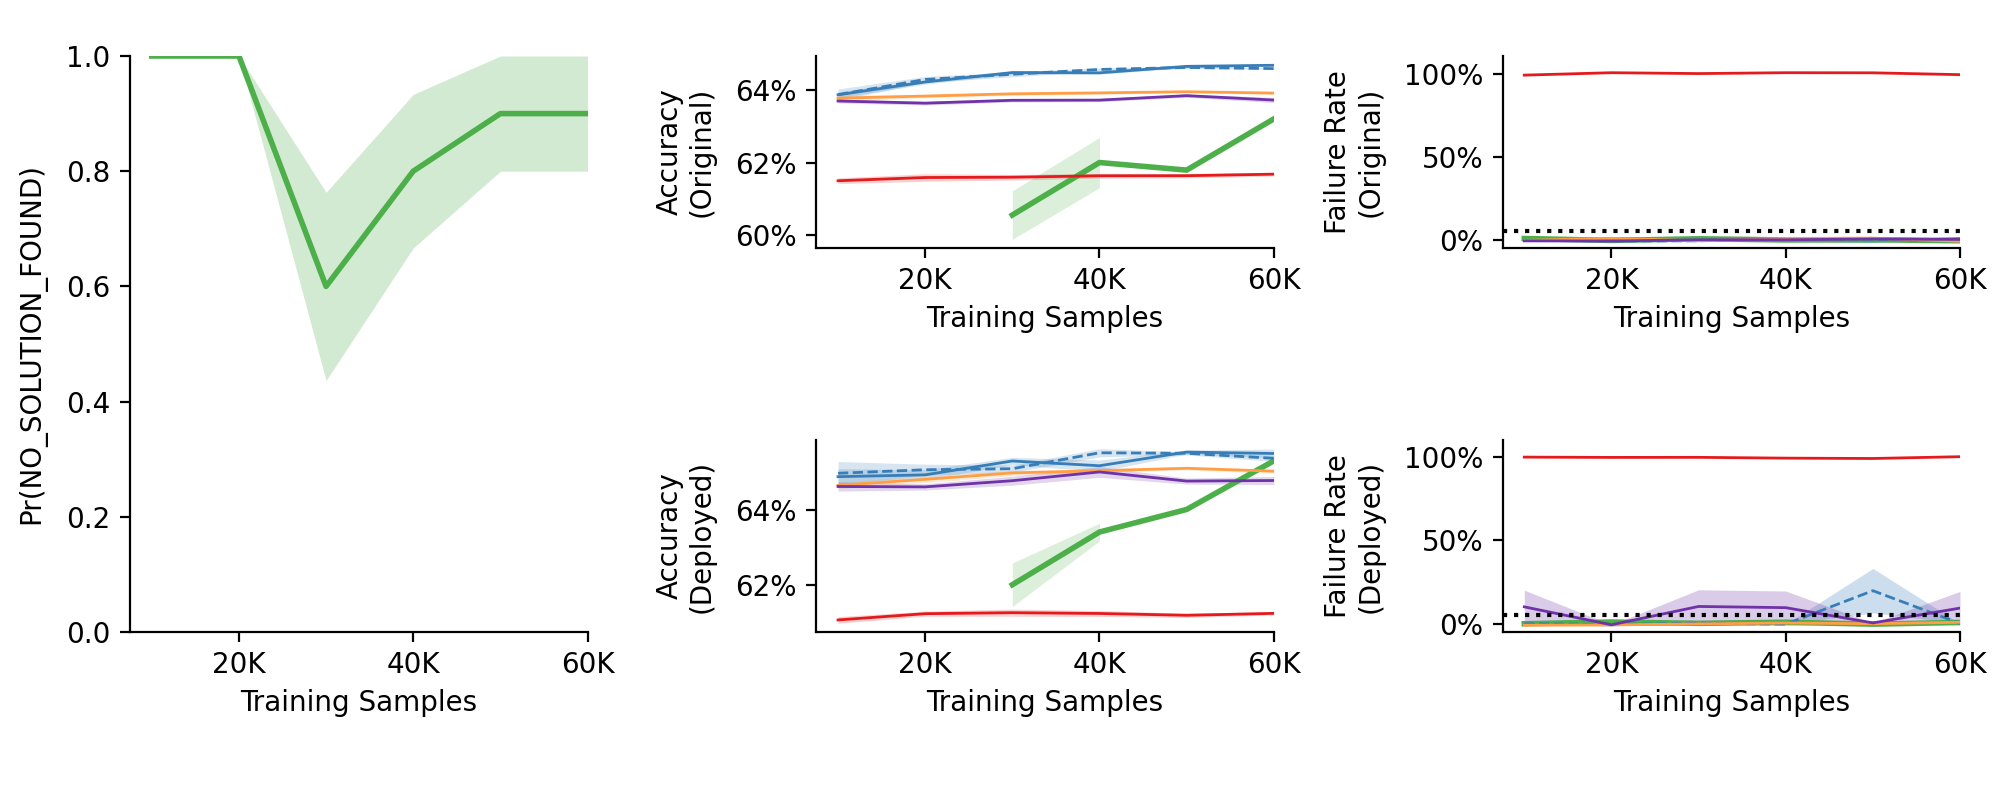 Pr(NO_SOLUTION_FOUND)
1.0
0.8
0.6
0.4
0.2
0.0
20K 40K 60K
Training Samples
Accuracy
(Original)
64%
62%
60%
20K 40K 60K
Training Samples
Failure Rate
(Original)
100%
50%
0%
20K 40K 60K
Training Samples
Accuracy
(Deployed)
64%
62%
20K 40K 60K
Training Samples
Failure Rate
(Deployed)
100%
50%
0%
20K 40K 60K
Training Samples